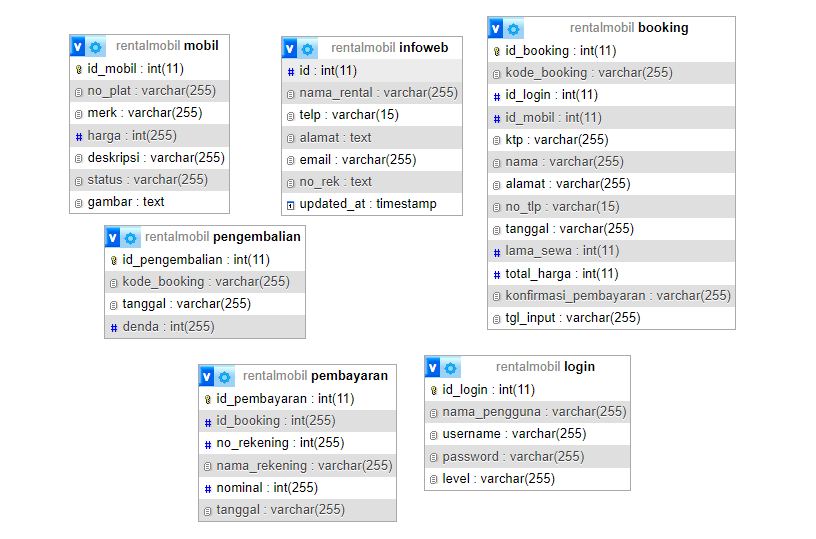 rentalmobil mobil
id_mobil : int(11)
no_plat : varchar(255)
merk : varchar(255)
harga : int(255)
deskripsi : varchar(255)
status : varchar(255)
gambar : text
rentalmobil infoweb
id : int(11)
nama_rental : varchar(255)
telp : varchar(15)
alamat : text
email : varchar(255)
no_rek : text
updated_at : timestamp
rentalmobil booking
id_booking : int(11)
kode_booking : varchar(255)
id_login : int(11)
id_mobil : int(11)
ktp : varchar(255)
nama : varchar(255)
alamat : varchar(255)
no_tlp : varchar(15)
tanggal : varchar(255)
lama_sewa : int(11)
total_harga : int(11)
konfirmasi_pembayaran : varchar(255)
tgl_input : varchar(255)
rentalmobil pengembalian
id_pengembalian : int(11)
kode_booking : varchar(255)
tanggal : varchar(255)
denda : int(255)
rentalmobil pembayaran
id_pembayaran : int(11)
id_booking : int(255)
no_rekening : int(255)
nama_rekening : varchar(255)
nominal : int(255)
tanggal : varchar(255)
rentalmobil login
id_login : int(11)
nama_pengguna : varchar(255)
username : varchar(255)
password : varchar(255)
level : varchar(255)